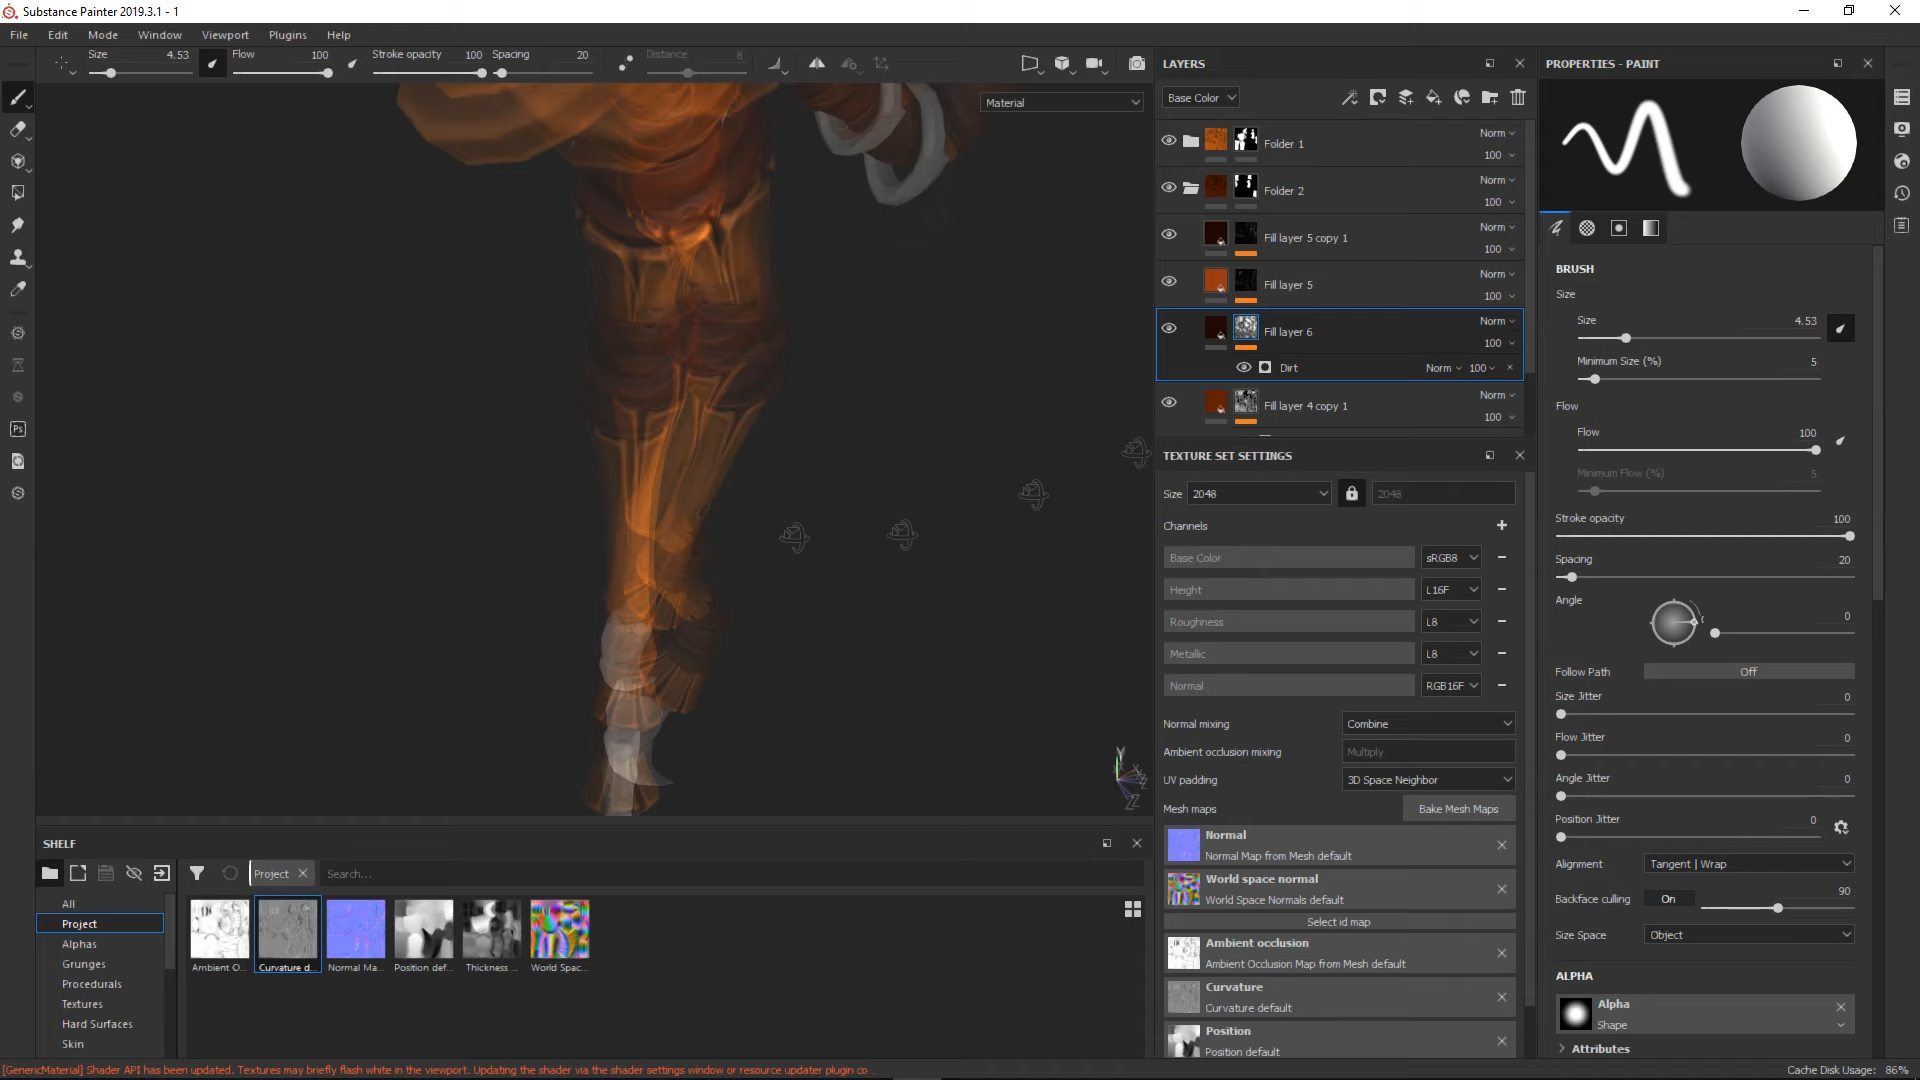 Substance Painter 2019.3.1 - 1
File Edit Mode Window Viewport Plugins Help
Size 4.53 Flow 100 Stroke opacity 100 Spacing 20 Distance 8
Material
LAYERS
Base Color
Folder 1 Norm 100
Folder 2 Norm 100
Fill layer 5 copy 1 Norm 100
Fill layer 5 Norm 100
Fill layer 6 Norm 100
Dirt Norm 100
Fill layer 4 copy 1 Norm 100
TEXTURE SET SETTINGS
Size 2048 2048
Channels
Base Color sRGB8
Height L16F
Roughness L8
Metallic L8
Normal RGB16F
Normal mixing Combine
Ambient occlusion mixing Multiply
UV padding 3D Space Neighbor
Mesh maps Bake Mesh Maps
Normal
Normal Map from Mesh default
World space normal
World Space Normals default
Select id map
Ambient occlusion
Ambient Occlusion Map from Mesh default
Curvature
Curvature default
Position
Position default
PROPERTIES - PAINT
BRUSH
Size
Size 4.53
Minimum Size (%) 5
Flow
Flow 100
Minimum Flow (%) 5
Stroke opacity 100
Spacing 20
Angle 0
Follow Path Off
Size Jitter 0
Flow Jitter 0
Angle Jitter 0
Position Jitter 0
Alignment Tangent | Wrap
Backface culling On 90
Size Space Object
ALPHA
Alpha
Shape
Attributes
SHELF
Project Search...
All
Project
Alphas
Grunges
Procedurals
Textures
Hard Surfaces
Skin
Ambient O... Curvature d... Normal Ma... Position def... Thickness ... World Spac...
Ps
Y
[GenericMaterial] Shader API has been updated. Textures may briefly flash white in the viewport. Updating the shader via the shader settings window or resource updater plugin co...
Cache Disk Usage: 86%